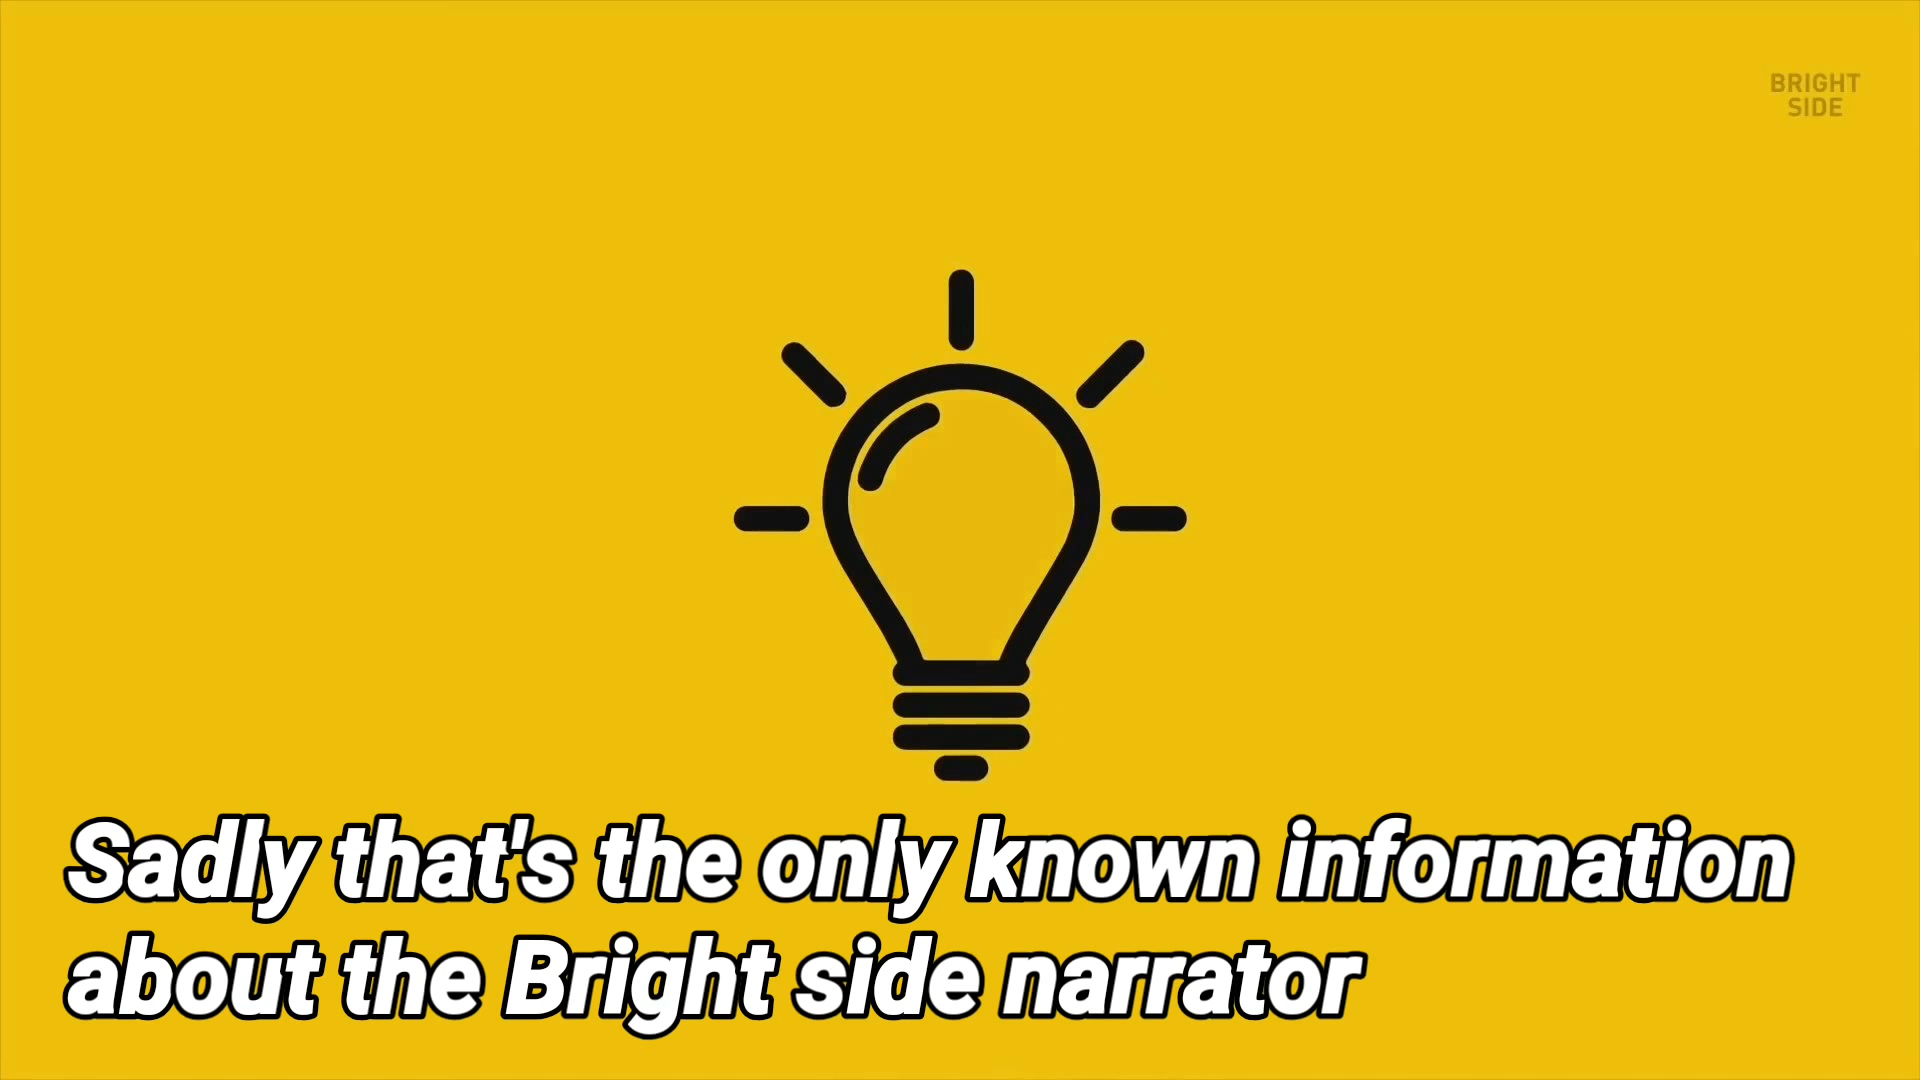 BRIGHT
SIDE
Sadly that's the only known information
about the Bright side narrator